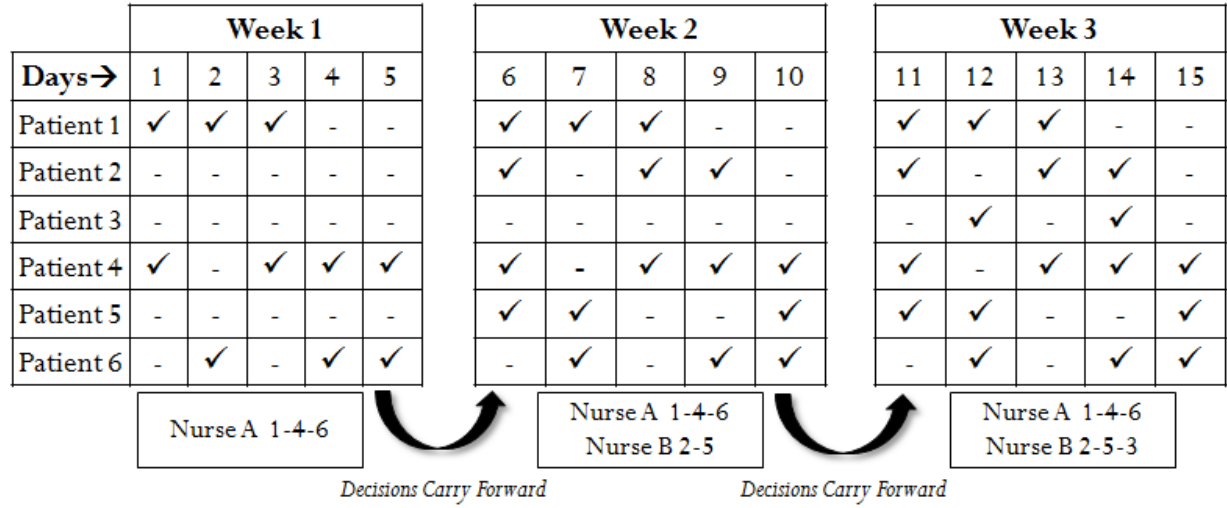 Week 1 Week 2 Week 3
Days→ 1 2 3 4 5 6 7 8 9 10 11 12 13 14 15
Patient 1 ✓ ✓ ✓ - - ✓ ✓ ✓ - - ✓ ✓ ✓ - -
Patient 2 - - - - - ✓ - ✓ ✓ - ✓ - ✓ ✓ -
Patient 3 - - - - - - - - - - - ✓ - ✓ -
Patient 4 ✓ - ✓ ✓ ✓ ✓ - ✓ ✓ ✓ ✓ - ✓ ✓ ✓
Patient 5 - - - - - ✓ ✓ - - ✓ ✓ ✓ - - ✓
Patient 6 - ✓ - ✓ ✓ - ✓ - ✓ ✓ - ✓ - ✓ ✓
Nurse A 1-4-6
Nurse A 1-4-6
Nurse B 2-5
Nurse A 1-4-6
Nurse B 2-5-3
Decisions Carry Forward
Decisions Carry Forward